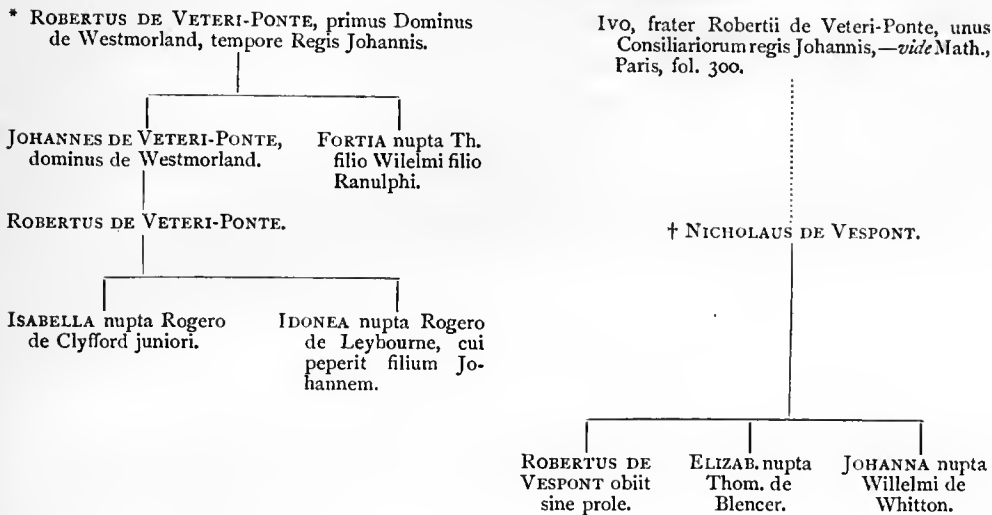 * ROBERTUS DE VETERI-PONTE, primus Dominus
de Westmorland, tempore Regis Johannis.
JOHANNES DE VETERI-PONTE,
dominus de Westmorland.
FORTIA nupta Th.
filio Wilelmi filio
Ranulphi.
ROBERTUS DE VETERI-PONTE.
ISABELLA nupta Rogero
de Clyfford juniori.
IDONEA nupta Rogero
de Leybourne, cui
peperit filium Jo-
hannem.
IVO, frater Robertii de Veteri-Ponte, unus
Consiliariorum regis Johannis,—vide Math.,
Paris, fol. 300.
† NICHOLAUS DE VESPONT.
ROBERTUS DE
VESPONT obiit
sine prole.
ELIZAB. nupta
Thom. de
Blencer.
JOHANNA nupta
Willelmi de
Whitton.